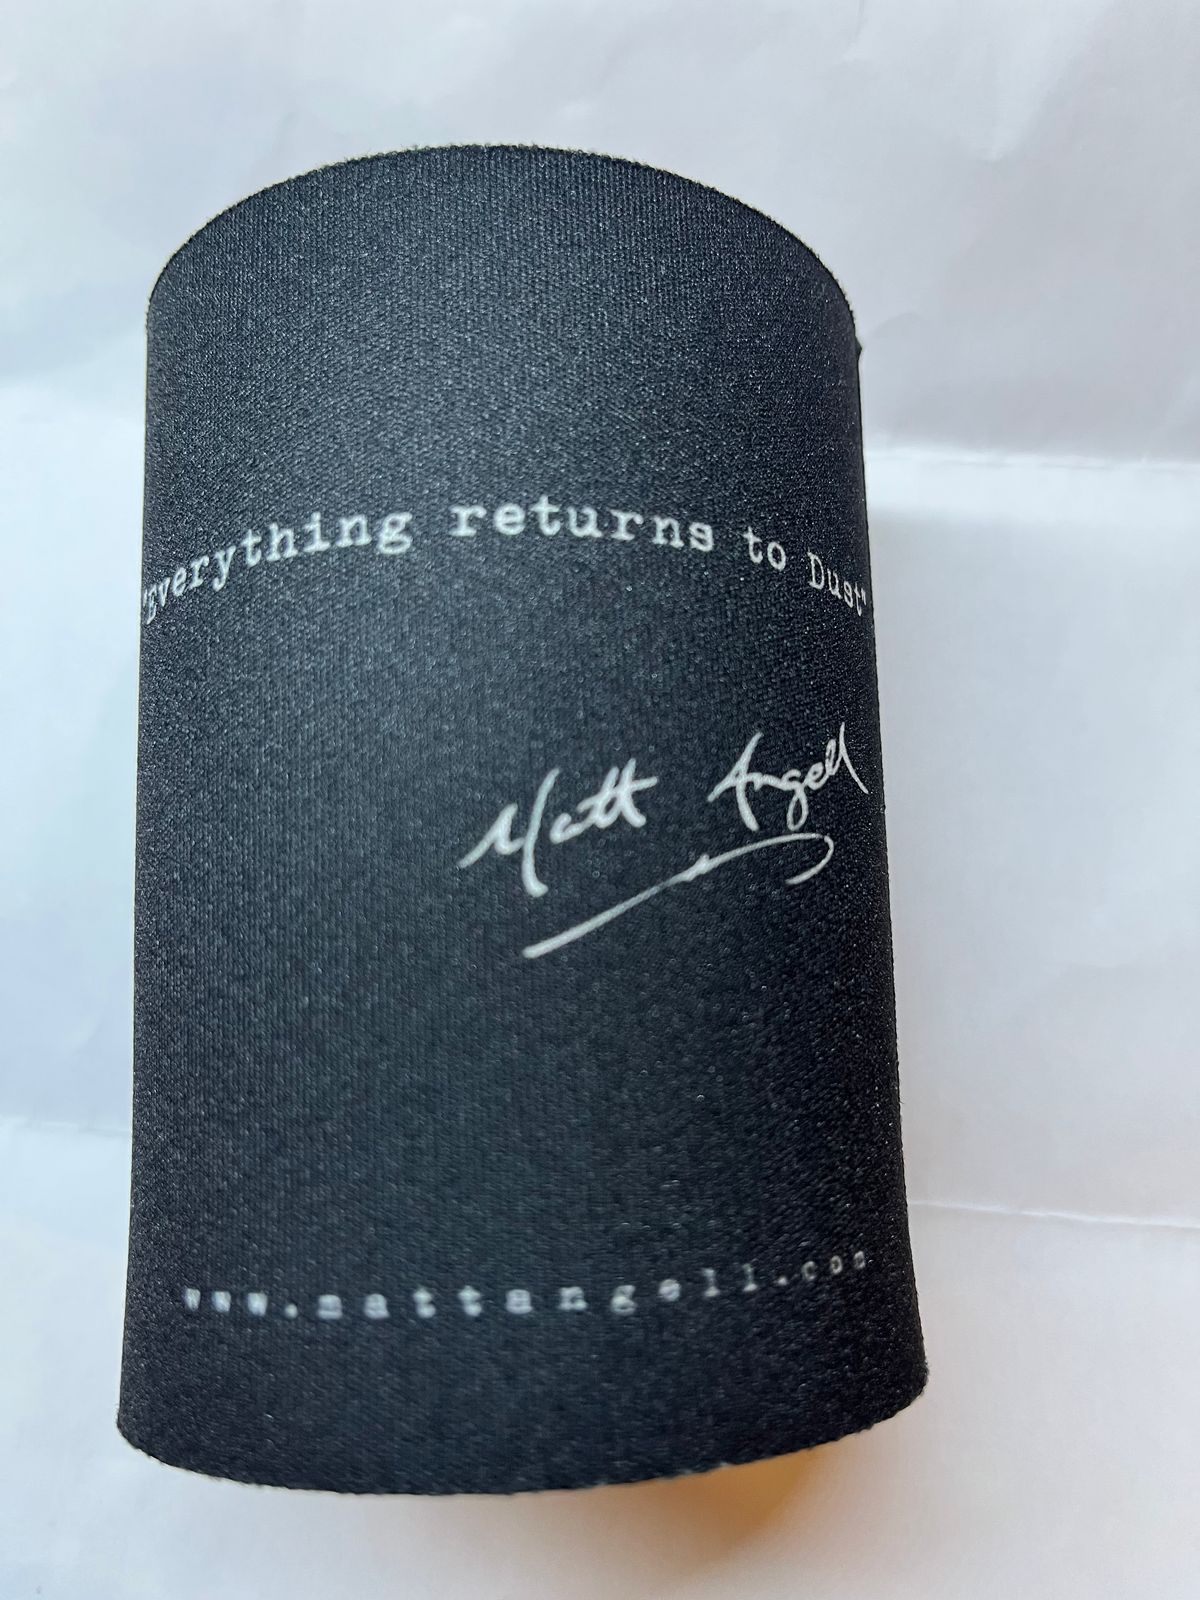 "Everything returns to Dust"
Matt Angell
www.mattangell.com